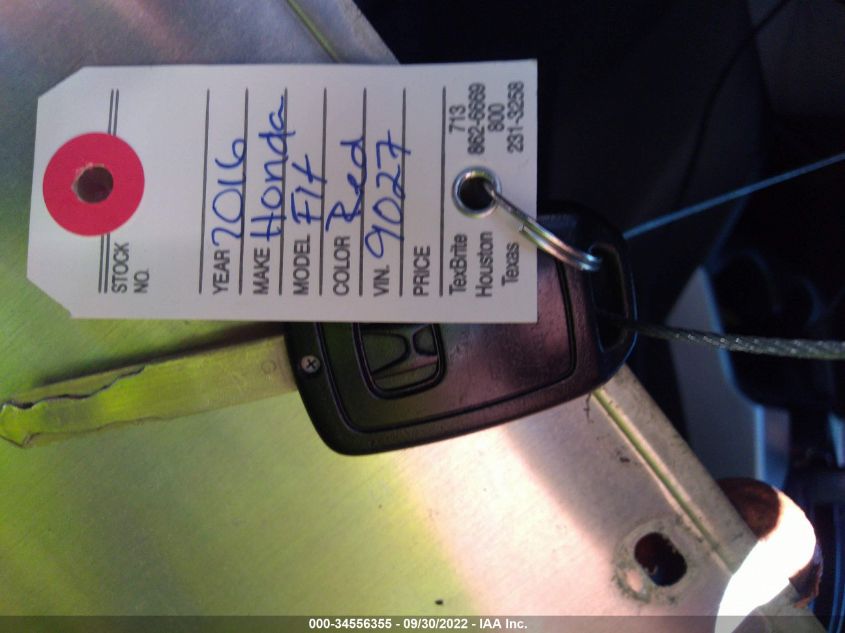 STOCK
NO.
YEAR 2016
MAKE Honda
MODEL Fit
COLOR Red
VIN. 9027
PRICE
TexBrite 713
Houston 862-6669
800
Texas 231-3258
000-34556355 - 09/30/2022 - IAA Inc.